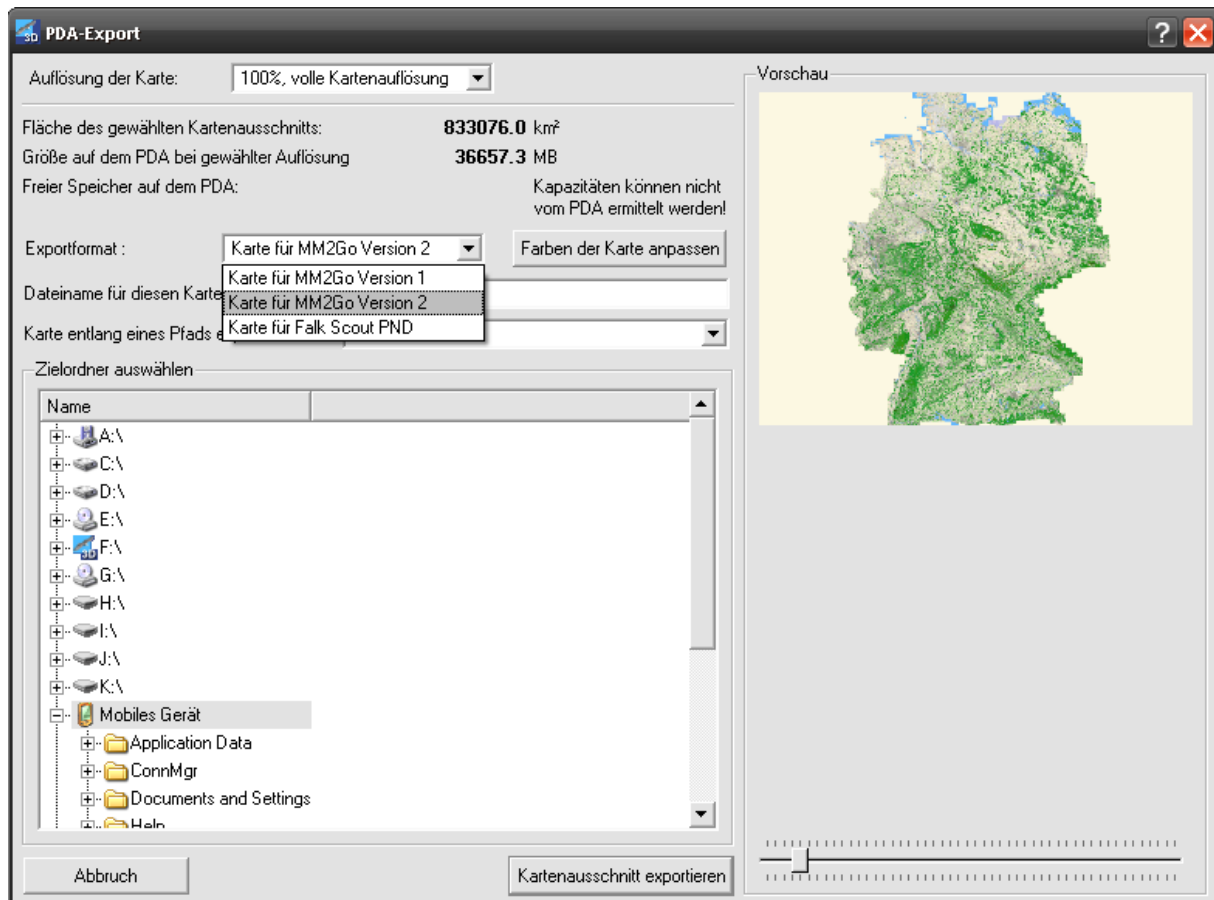 PDA-Export
Auflösung der Karte: 100%, volle Kartenauflösung
Fläche des gewählten Kartenausschnitts: 833076.0 km²
Größe auf dem PDA bei gewählter Auflösung 36657.3 MB
Freier Speicher auf dem PDA: Kapazitäten können nicht
vom PDA ermittelt werden!
Exportformat : Karte für MM2Go Version 2 Farben der Karte anpassen
Karte für MM2Go Version 1
Dateiname für diesen Karte
Karte für MM2Go Version 2
Karte entlang eines Pfads e
Karte für Falk Scout PND
Zielordner auswählen
Name
A:\
C:\
D:\
E:\
F:\
G:\
H:\
I:\
J:\
K:\
Mobiles Gerät
Application Data
ConnMgr
Documents and Settings
Help
Abbruch Kartenausschnitt exportieren
Vorschau